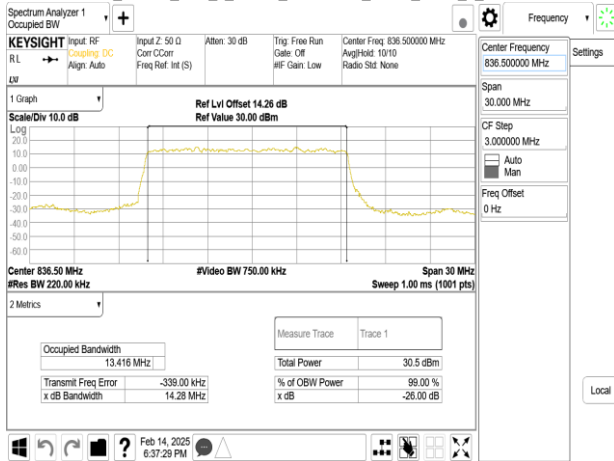 Spectrum Analyzer 1
Occupied BW
+
Frequency
KEYSIGHT
Input: RF
Input Z: 50 Ω
Atten: 30 dB
Trig: Free Run
Center Freq: 836.500000 MHz
RL
Coupling: DC
Corr CCorr
Gate: Off
Avg|Hold: 10/10
Align: Auto
Freq Ref: Int (S)
#IF Gain: Low
Radio Std: None
LXI
Center Frequency
836.500000 MHz
Settings
Span
30.000 MHz
CF Step
3.000000 MHz
Auto
Man
Freq Offset
0 Hz
Local
1 Graph
Ref Lvl Offset 14.26 dB
Scale/Div 10.0 dB
Ref Value 30.00 dBm
Log
20.0
10.0
0.00
-10.0
-20.0
-30.0
-40.0
-50.0
-60.0
Center 836.50 MHz
#Video BW 750.00 kHz
Span 30 MHz
#Res BW 220.00 kHz
Sweep 1.00 ms (1001 pts)
2 Metrics
Measure Trace
Trace 1
Occupied Bandwidth
13.416 MHz
Total Power
30.5 dBm
Transmit Freq Error
-339.00 kHz
% of OBW Power
99.00 %
x dB Bandwidth
14.28 MHz
x dB
-26.00 dB
?
Feb 14, 2025
6:37:29 PM